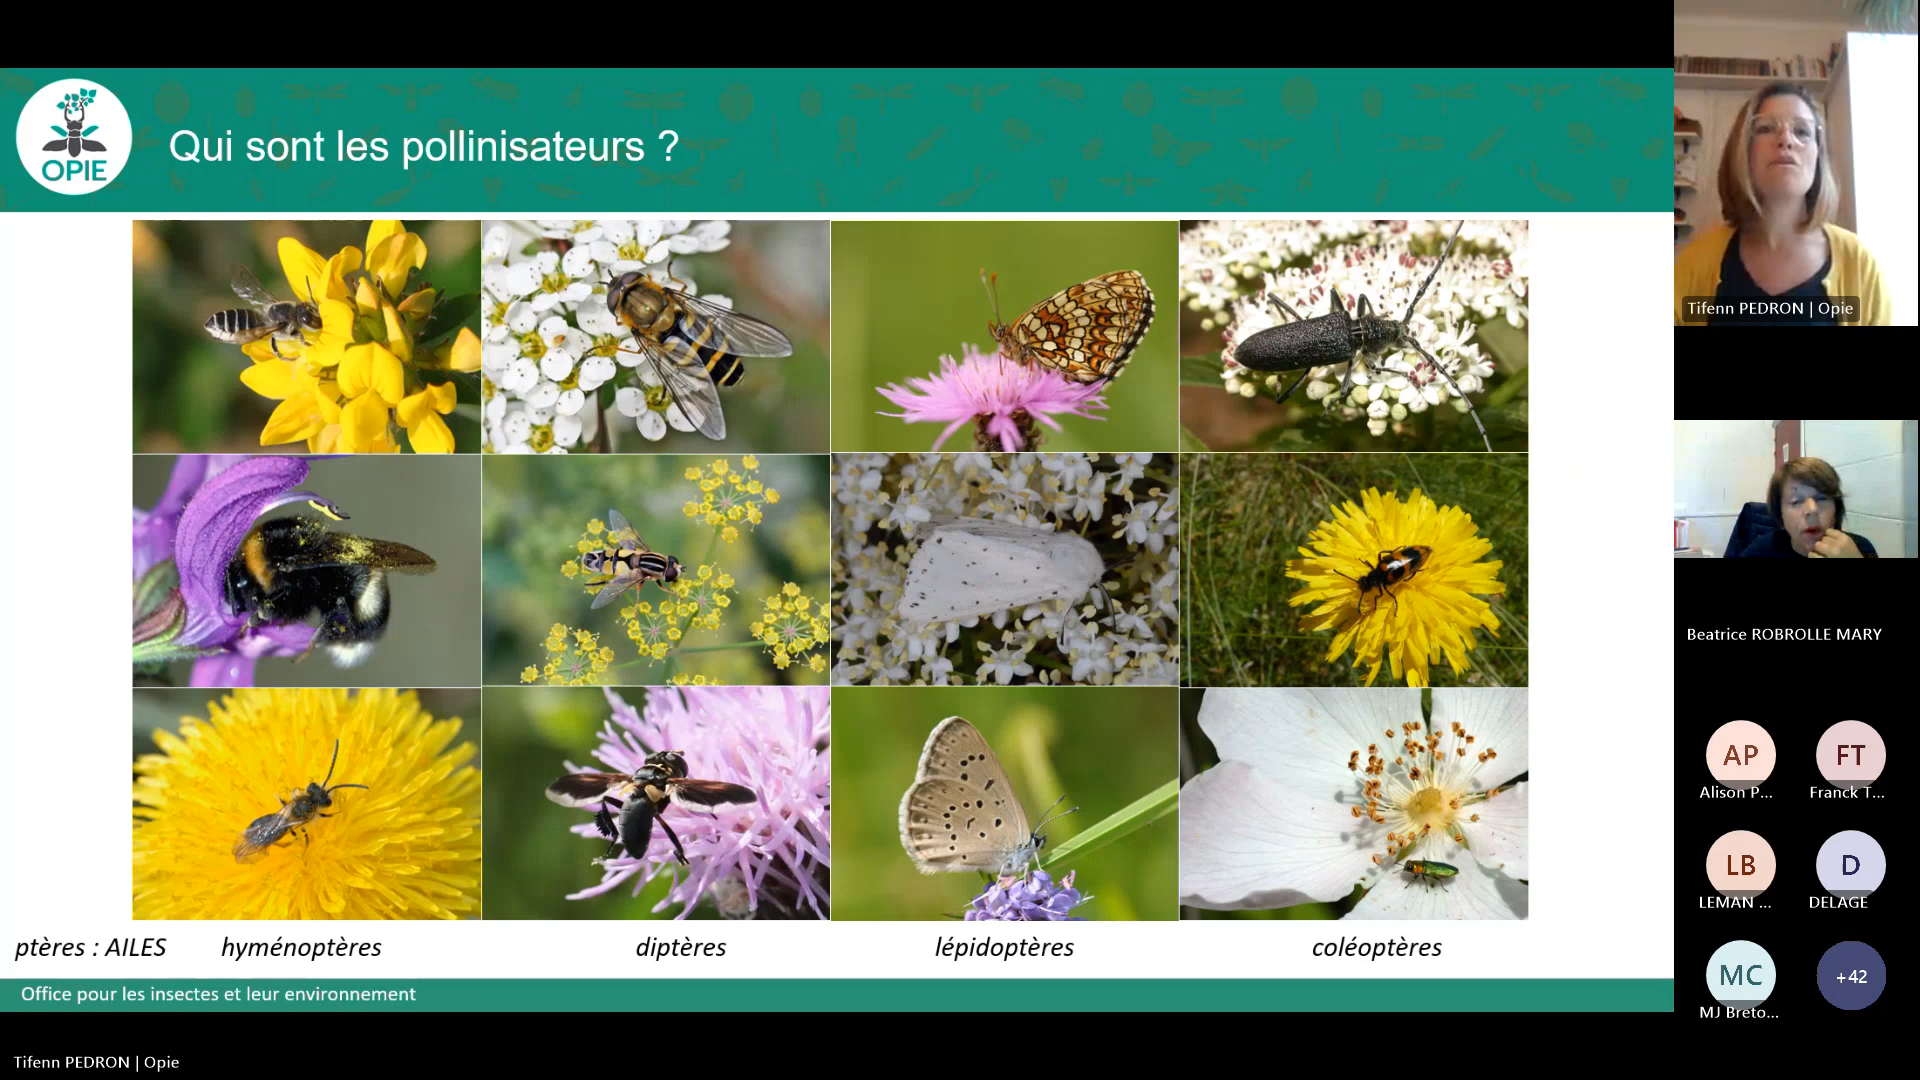 OPIE
Qui sont les pollinisateurs ?
ptères : AILES
hyménoptères
diptères
lépidoptères
coléoptères
Office pour les insectes et leur environnement
Tifenn PEDRON | Opie
Tifenn PEDRON | Opie
Beatrice ROBROLLE MARY
AP
FT
Alison P...
Franck T...
LB
D
LEMAN ...
DELAGE
MC
+42
MJ Breto...